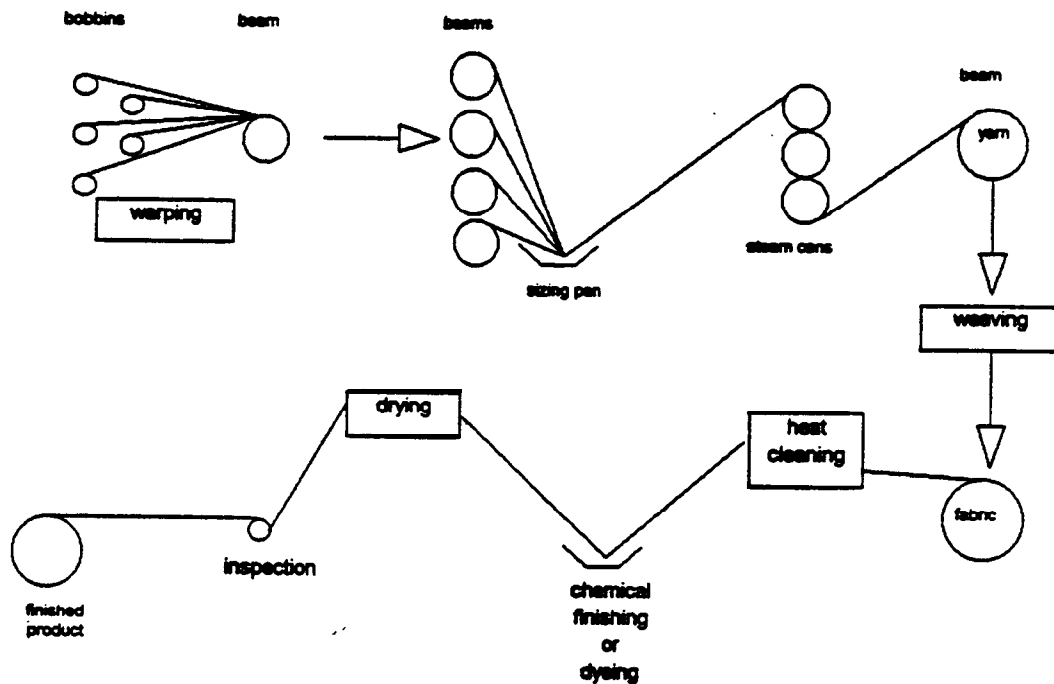 bobbins
beam
beams
beam
yarn
warping
steam cans
sizing pan
weaving
drying
heat
cleaning
fabric
inspection
finished
product
chemical
finishing
or
dyeing